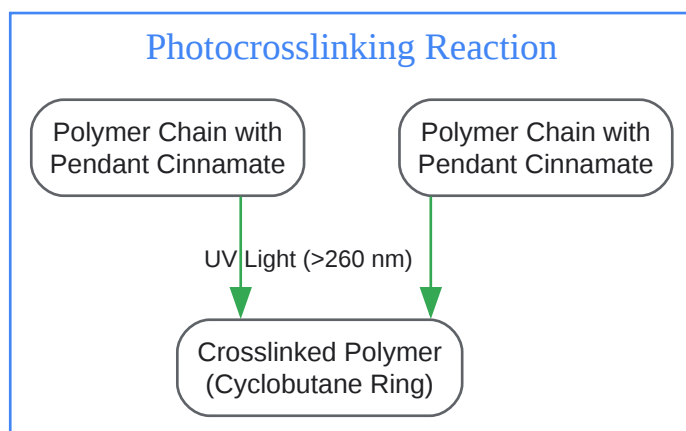 Photocrosslinking Reaction
Polymer Chain with
Pendant Cinnamate
Polymer Chain with
Pendant Cinnamate
UV Light (>260 nm)
Crosslinked Polymer
(Cyclobutane Ring)